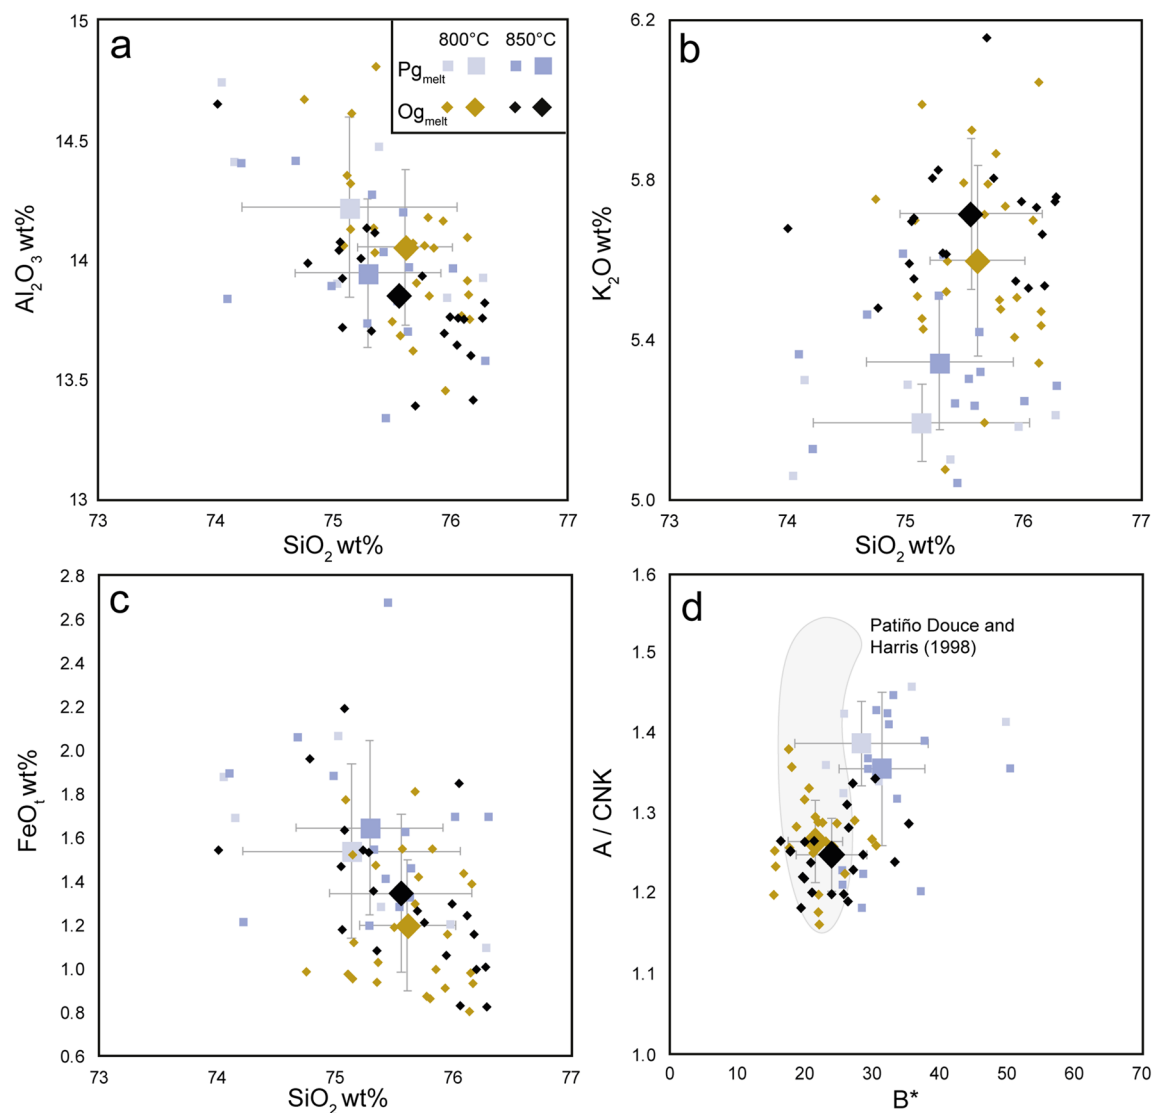 a
800°C 850°C
Pg melt
Og melt
15
14.5
14
13.5
13
Al2O3 wt%
73 74 75 76 77
SiO2 wt%
b
6.2
5.8
5.4
5.0
K2O wt%
73 74 75 76 77
SiO2 wt%
c
2.8
2.6
2.4
2.2
2.0
1.8
1.6
1.4
1.2
1.0
0.8
0.6
FeOt wt%
73 74 75 76 77
SiO2 wt%
d
Patiño Douce and
Harris (1998)
1.6
1.5
1.4
1.3
1.2
1.1
1.0
A / CNK
0 10 20 30 40 50 60 70
B*